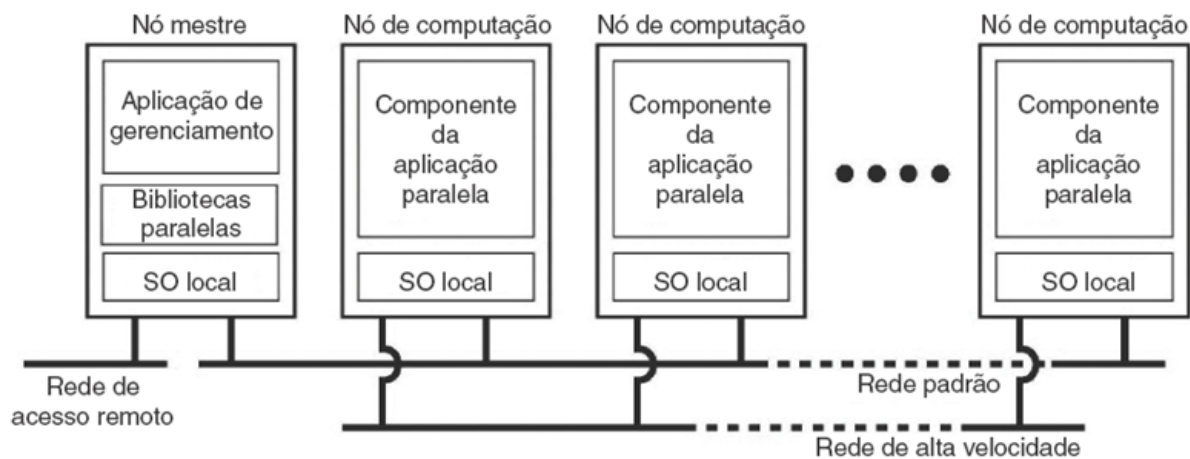 Nó mestre
Nó de computação
Nó de computação
Nó de computação
Aplicação de
gerenciamento
Bibliotecas
paralelas
SO local
Componente
da
aplicação
paralela
SO local
Componente
da
aplicação
paralela
SO local
Componente
da
aplicação
paralela
SO local
Rede de
acesso remoto
Rede padrão
Rede de alta velocidade